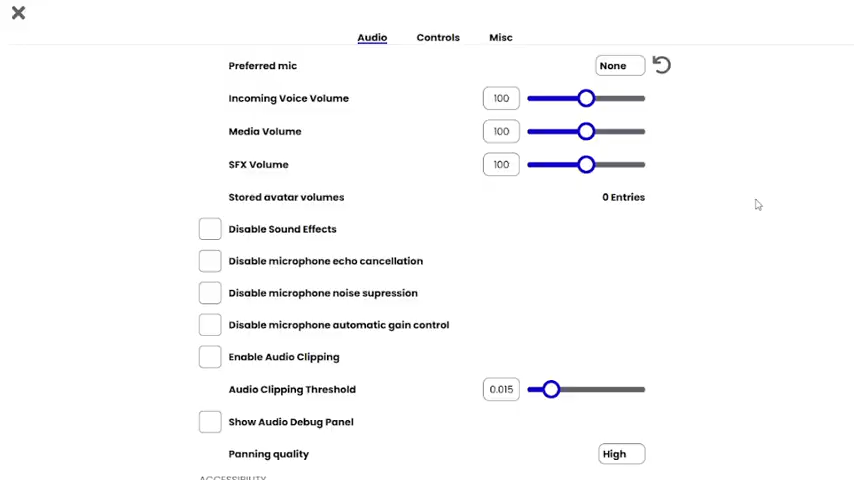 Audio Controls Misc
Preferred mic None
Incoming Voice Volume 100
Media Volume 100
SFX Volume 100
Stored avatar volumes 0 Entries
Disable Sound Effects
Disable microphone echo cancellation
Disable microphone noise supression
Disable microphone automatic gain control
Enable Audio Clipping
Audio Clipping Threshold 0.015
Show Audio Debug Panel
Panning quality High
ACCESSIBILITY